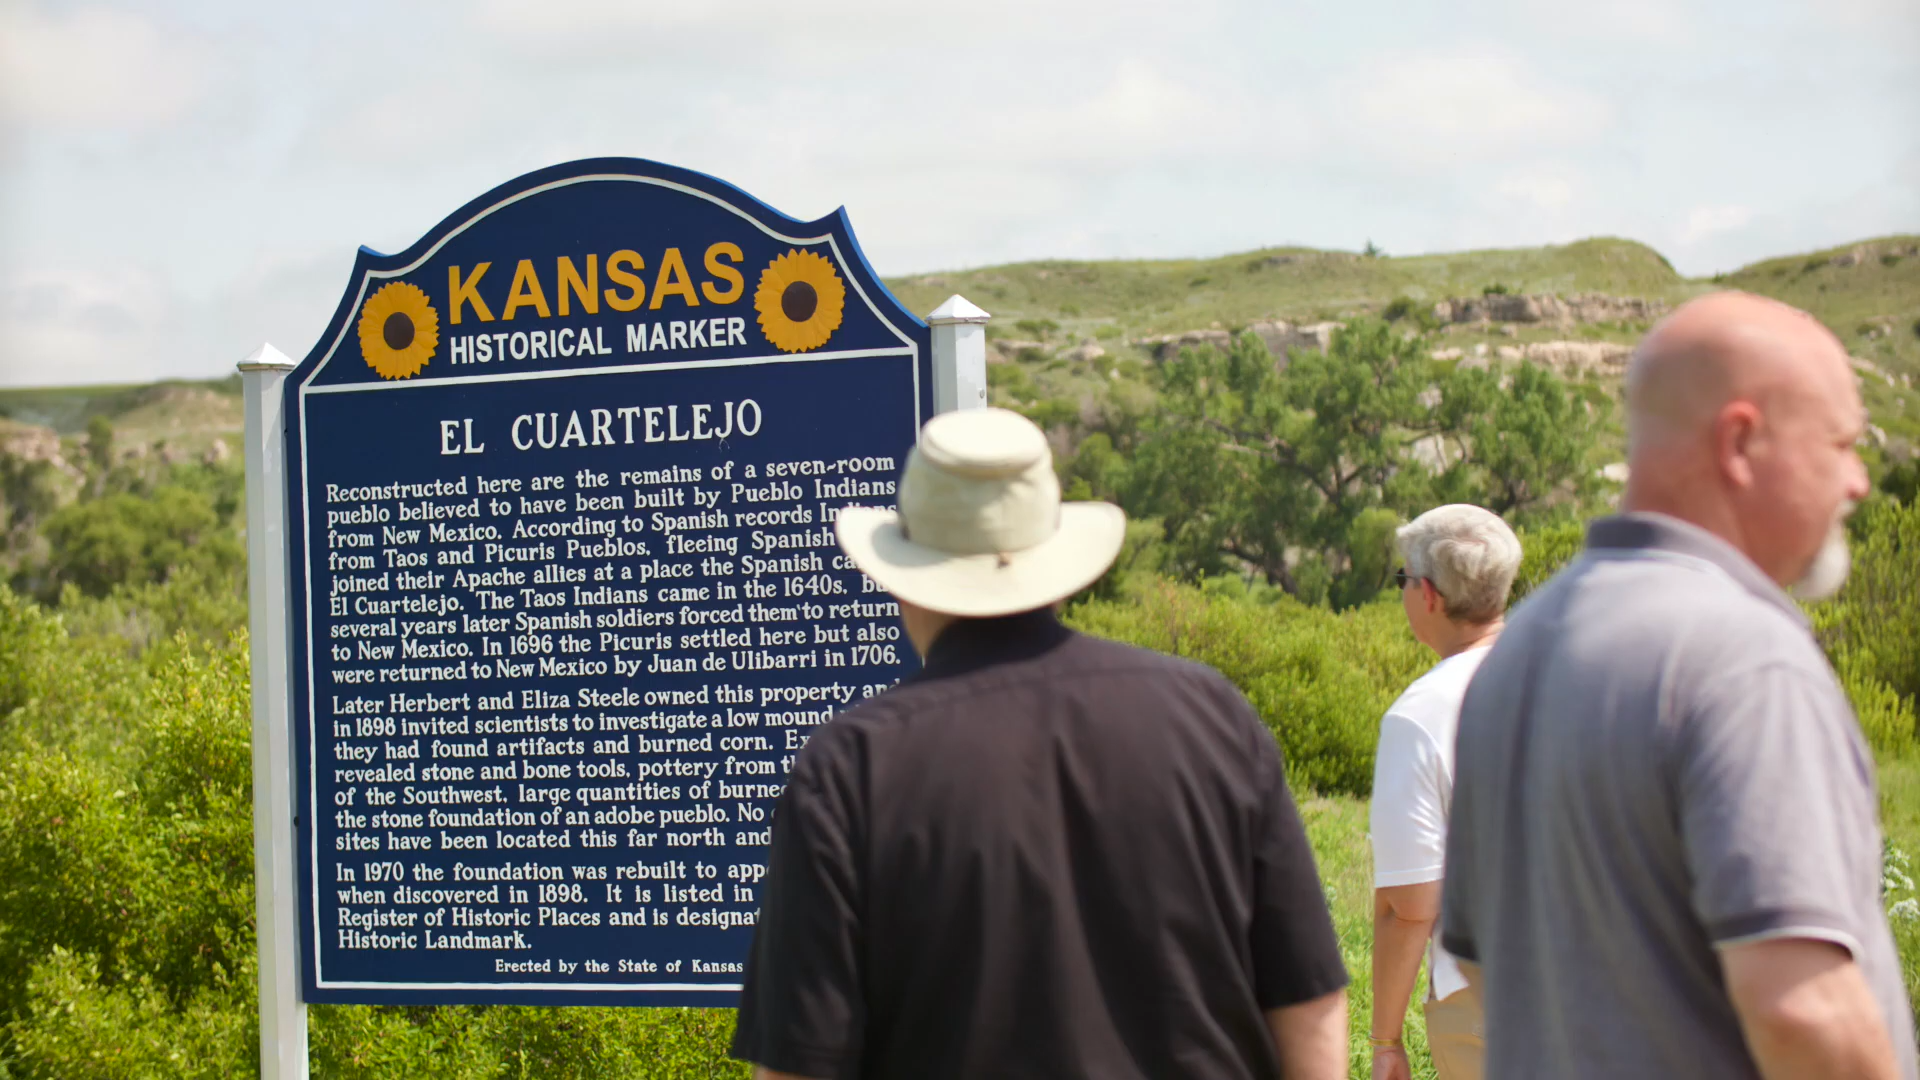 KANSAS
HISTORICAL MARKER
EL CUARTELEJO
Reconstructed here are the remains of a seven-room
pueblo believed to have been built by Pueblo Indians
from New Mexico. According to Spanish records Indians
from Taos and Picuris Pueblos, fleeing Spanish
joined their Apache allies at a place the Spanish
El Cuartelejo. The Taos Indians came in the 1640s,
several years later Spanish soldiers forced them to return
to New Mexico. In 1696 the Picuris settled here but also
were returned to New Mexico by Juan de Ulibarri in 1706.
Later Herbert and Eliza Steele owned this property and
in 1898 invited scientists to investigate a low mound
they had found artifacts and burned corn.
revealed stone and bone tools, pottery from
of the Southwest, large quantities of
the stone foundation of an adobe pueblo. No
sites have been located this far north and
In 1970 the foundation was rebuilt to
when discovered in 1898. It is listed in
Register of Historic Places and is
Historic Landmark.
Erected by the State of Kansas